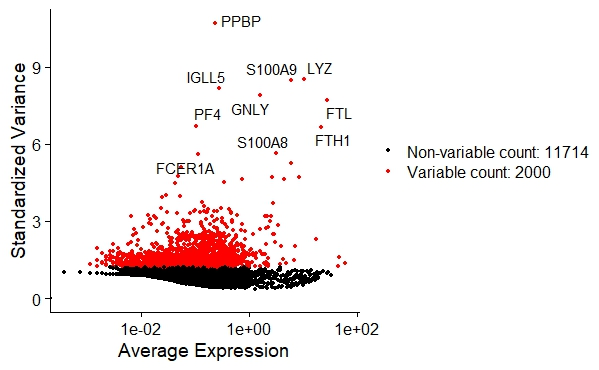 PPBP
S100A9 LYZ
IGLL5
GNLY
PF4
FTL
FTH1
S100A8
FCER1A
Standardized Variance
9
6
3
0
1e-02 1e+00 1e+02
Average Expression
Non-variable count: 11714
Variable count: 2000